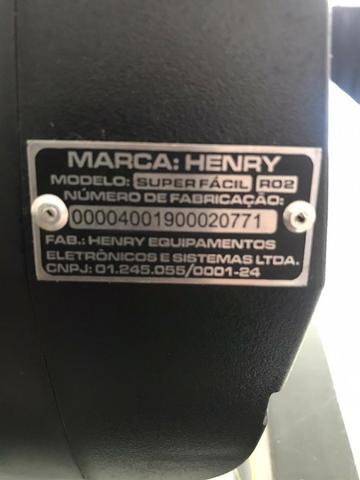 MARCA: HENRY
MODELO: SUPER FÁCIL R02
NÚMERO DE FABRICAÇÃO:
00004001900020771
FAB.: HENRY EQUIPAMENTOS
ELETRÔNICOS E SISTEMAS LTDA.
CNPJ: 01.245.055/0001-24